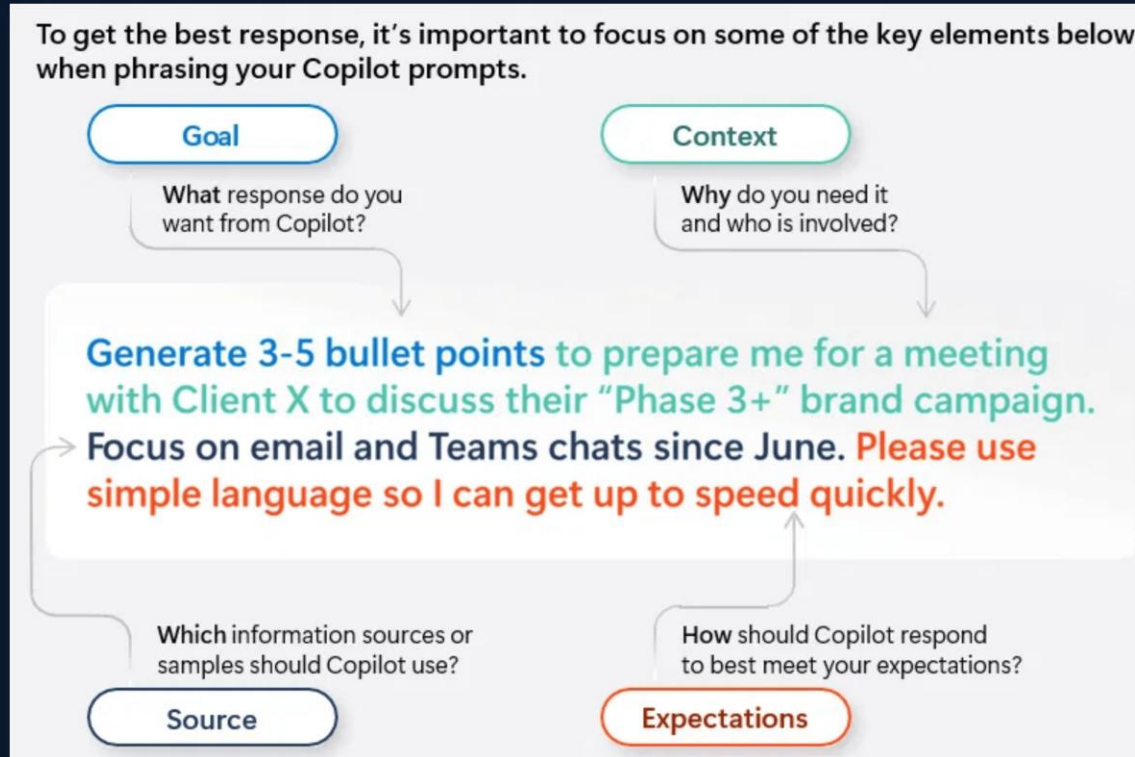 To get the best response, it's important to focus on some of the key elements below
when phrasing your Copilot prompts.
Goal
What response do you
want from Copilot?
Context
Why do you need it
and who is involved?
Generate 3-5 bullet points to prepare me for a meeting
with Client X to discuss their “Phase 3+” brand campaign.
Focus on email and Teams chats since June. Please use
simple language so I can get up to speed quickly.
Which information sources or
samples should Copilot use?
Source
How should Copilot respond
to best meet your expectations?
Expectations